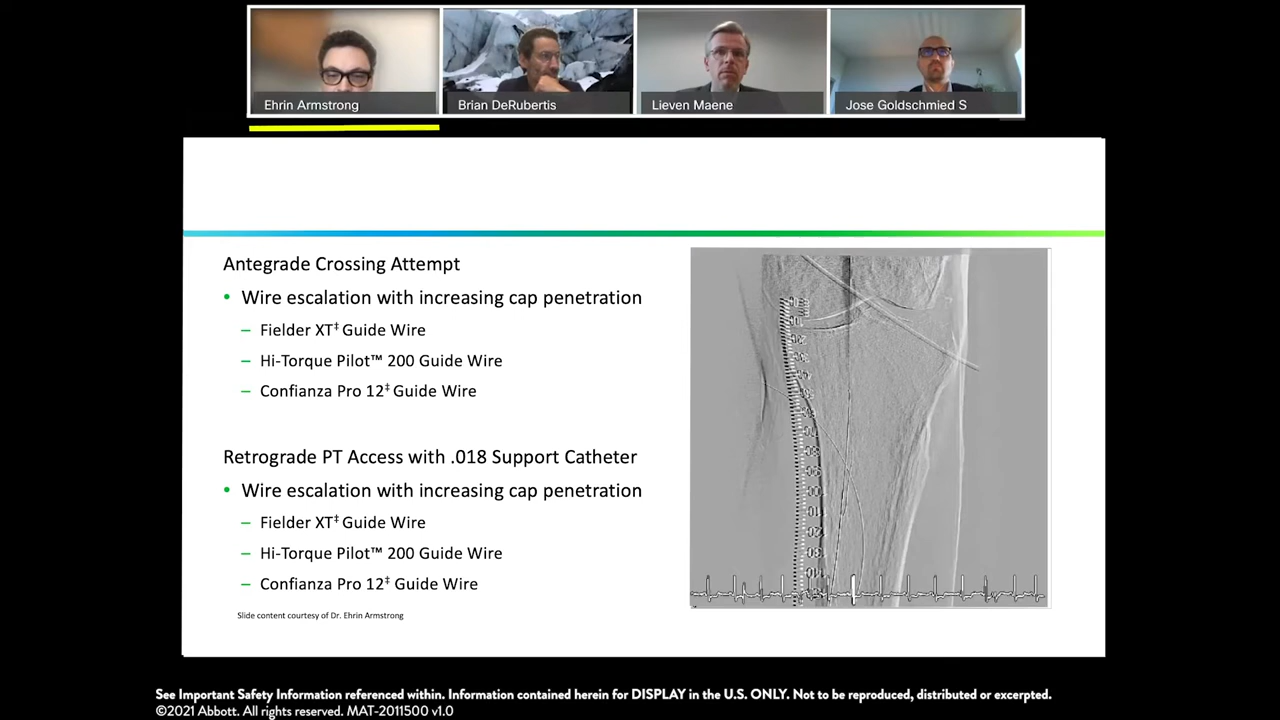 Ehrin Armstrong
Brian DeRubertis
Lieven Maene
Jose Goldschmied S
Antegrade Crossing Attempt
• Wire escalation with increasing cap penetration
– Fielder XT‡ Guide Wire
– Hi-Torque Pilot™ 200 Guide Wire
– Confianza Pro 12‡ Guide Wire
Retrograde PT Access with .018 Support Catheter
• Wire escalation with increasing cap penetration
– Fielder XT‡ Guide Wire
– Hi-Torque Pilot™ 200 Guide Wire
– Confianza Pro 12‡ Guide Wire
Slide content courtesy of Dr. Ehrin Armstrong
100
110
120
130
140
See Important Safety Information referenced within. Information contained herein for DISPLAY in the U.S. ONLY. Not to be reproduced, distributed or excerpted.
©2021 Abbott. All rights reserved. MAT-2011500 v1.0